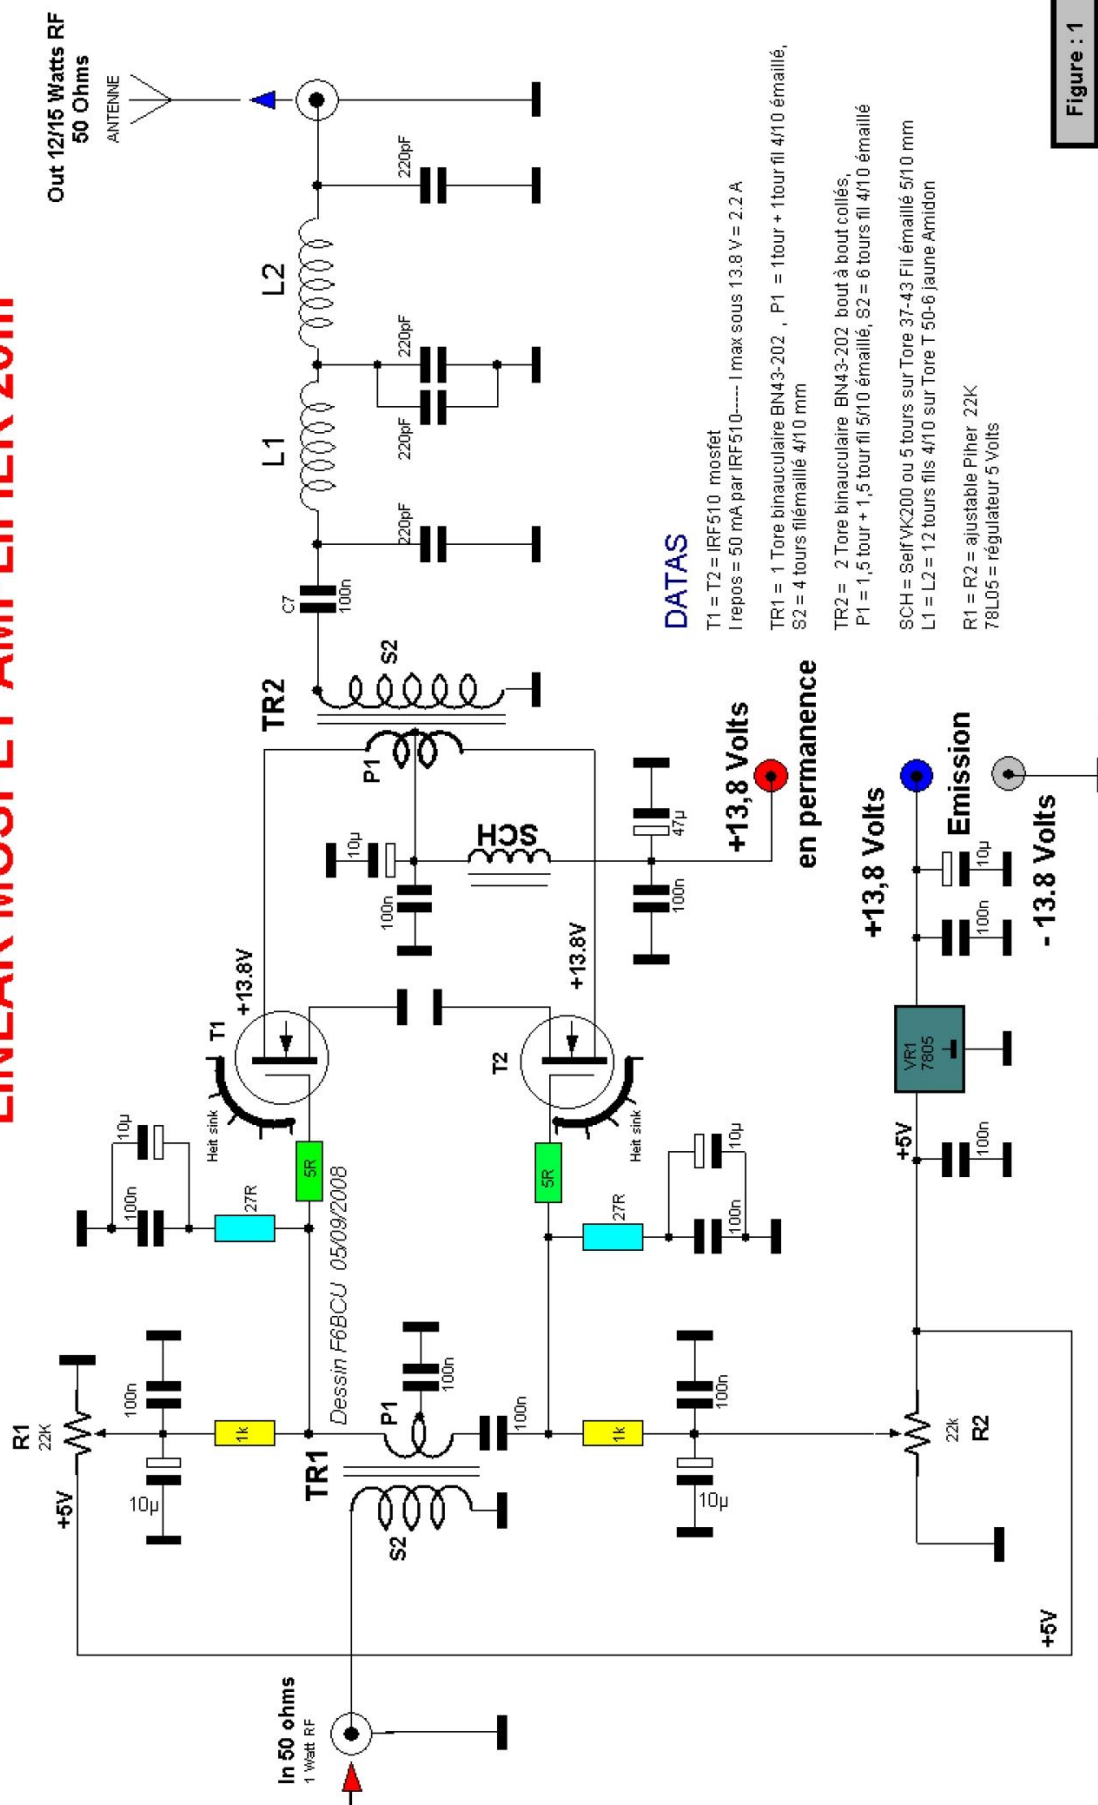 LINEAR MOSFET AMPLIFIER 20m
Out 12/15 Watts RF
50 Ohms
ANTENNE
R1
22K
+5V
100n
10µ
1k
100n
10µ
27R
5R
Heit sink
T1
+13.8V
Dessin F6BCU 05/09/2008
In 50 ohms
1 Watt RF
S2
TR1
P1
100n
100n
1k
100n
10µ
5R
27R
100n
10µ
Heit sink
T2
+13.8V
10µ
100n
SCH
100n
47µ
P1
TR2
S2
C7
100n
L1
L2
220pF
220pF
220pF
220pF
+13,8 Volts
en permanence
+5V
22k
R2
+5V
100n
VR1
7805
100n
10µ
+13,8 Volts
Emission
- 13.8 Volts
DATAS
T1 = T2 = IRF510 mosfet
I repos = 50 mA par IRF510----- I max sous 13.8 V = 2.2 A
TR1 = 1 Tore binauculaire BN43-202 , P1 = 1tour + 1tour fil 4/10 émaillé,
S2 = 4 tours filémaillé 4/10 mm
TR2 = 2 Tore binauculaire BN43-202 bout à bout collés,
P1 = 1,5 tour + 1,5 tour fil 5/10 émaillé, S2 = 6 tours fil 4/10 émaillé
SCH = Self VK200 ou 5 tours sur Tore 37-43 Fil émaillé 5/10 mm
L1 = L2 = 12 tours fils 4/10 sur Tore T 50-6 jaune Amidon
R1 = R2 = ajustable Piher 22K
78L05 = régulateur 5 Volts
Figure : 1